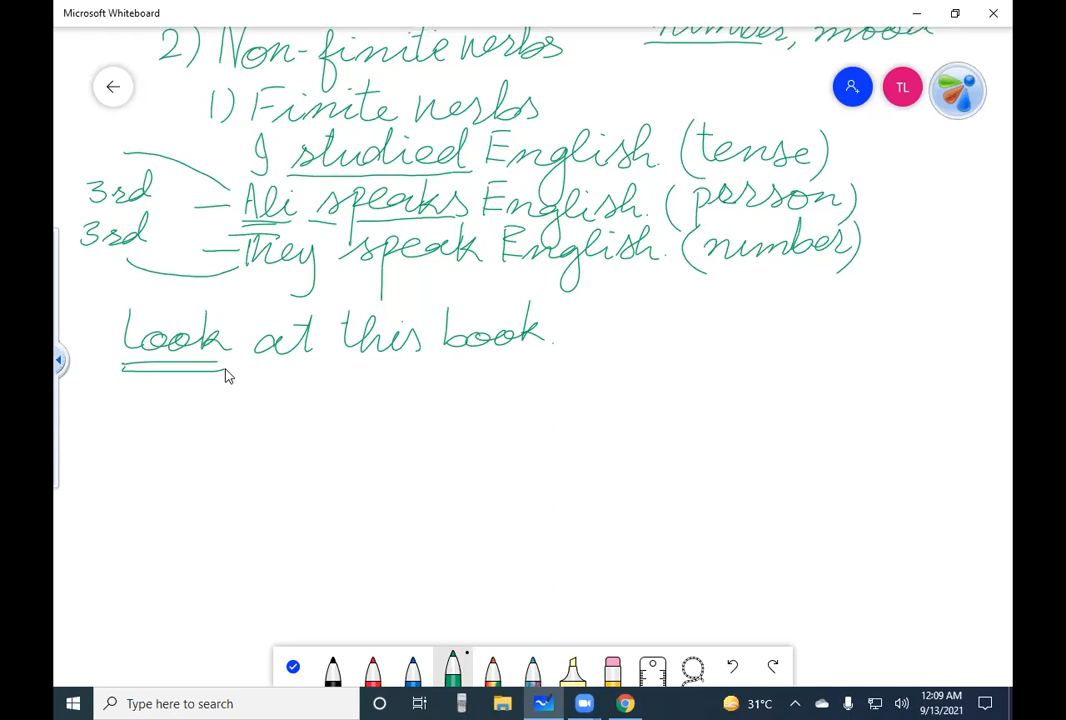 Microsoft Whiteboard
number, mood
2) Non-finite verbs
TL
1) Finite verbs
I studied English. (tense)
3rd — Ali speaks English. (person)
3rd — They speak English. (number)
Look at this book.
Type here to search
31°C
12:09 AM
9/13/2021